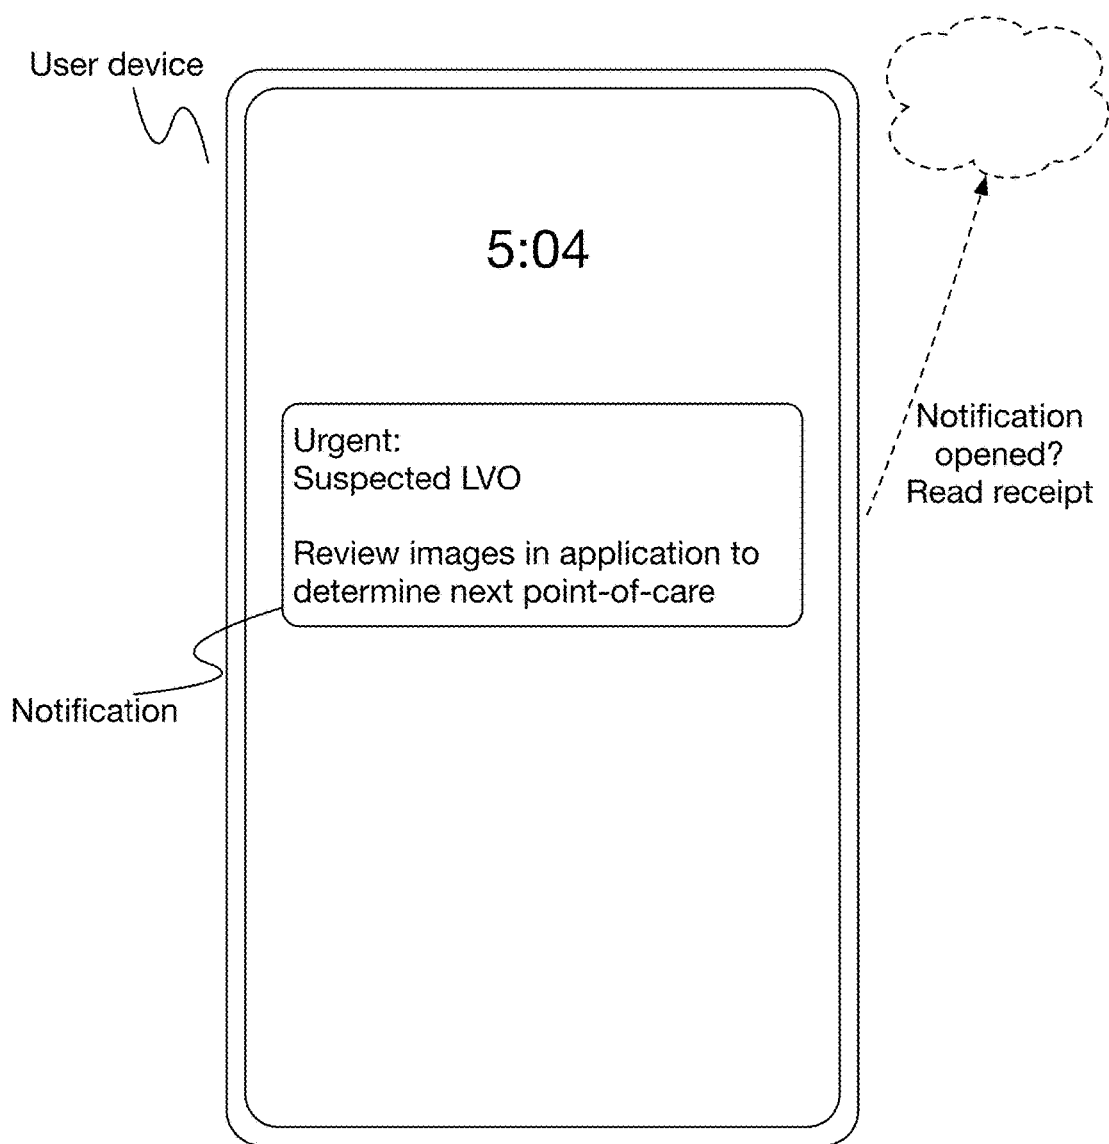 User device
5:04
Urgent:
Suspected LVO
Review images in application to
determine next point-of-care
Notification
opened?
Read receipt
Notification